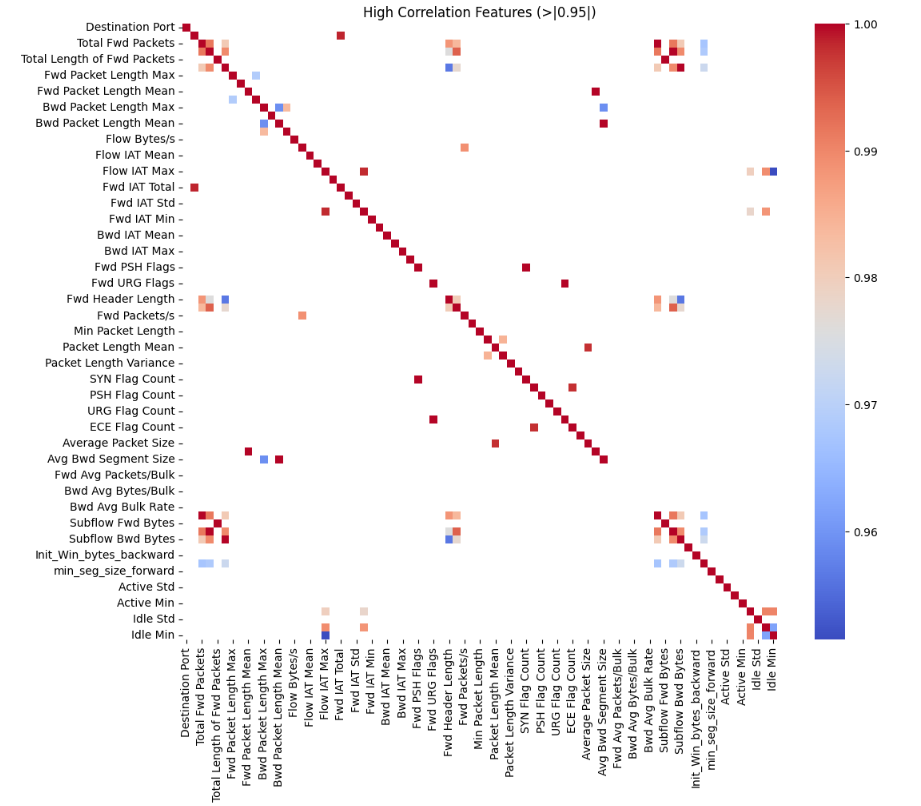 High Correlation Features (>|0.95|)
Destination Port
Total Fwd Packets
Total Length of Fwd Packets
Fwd Packet Length Max
Fwd Packet Length Mean
Bwd Packet Length Max
Bwd Packet Length Mean
Flow Bytes/s
Flow IAT Mean
Flow IAT Max
Fwd IAT Total
Fwd IAT Std
Fwd IAT Min
Bwd IAT Mean
Bwd IAT Max
Fwd PSH Flags
Fwd URG Flags
Fwd Header Length
Fwd Packets/s
Min Packet Length
Packet Length Mean
Packet Length Variance
SYN Flag Count
PSH Flag Count
URG Flag Count
ECE Flag Count
Average Packet Size
Avg Bwd Segment Size
Fwd Avg Packets/Bulk
Bwd Avg Bytes/Bulk
Bwd Avg Bulk Rate
Subflow Fwd Bytes
Subflow Bwd Bytes
Init_Win_bytes_backward
min_seg_size_forward
Active Std
Active Min
Idle Std
Idle Min
Destination Port
Total Fwd Packets
Total Length of Fwd Packets
Fwd Packet Length Max
Fwd Packet Length Mean
Bwd Packet Length Max
Bwd Packet Length Mean
Flow Bytes/s
Flow IAT Mean
Flow IAT Max
Fwd IAT Total
Fwd IAT Std
Fwd IAT Min
Bwd IAT Mean
Bwd IAT Max
Fwd PSH Flags
Fwd URG Flags
Fwd Header Length
Fwd Packets/s
Min Packet Length
Packet Length Mean
Packet Length Variance
SYN Flag Count
PSH Flag Count
URG Flag Count
ECE Flag Count
Average Packet Size
Avg Bwd Segment Size
Fwd Avg Packets/Bulk
Bwd Avg Bytes/Bulk
Bwd Avg Bulk Rate
Subflow Fwd Bytes
Subflow Bwd Bytes
Init_Win_bytes_backward
min_seg_size_forward
Active Std
Active Min
Idle Std
Idle Min
1.00
0.99
0.98
0.97
0.96